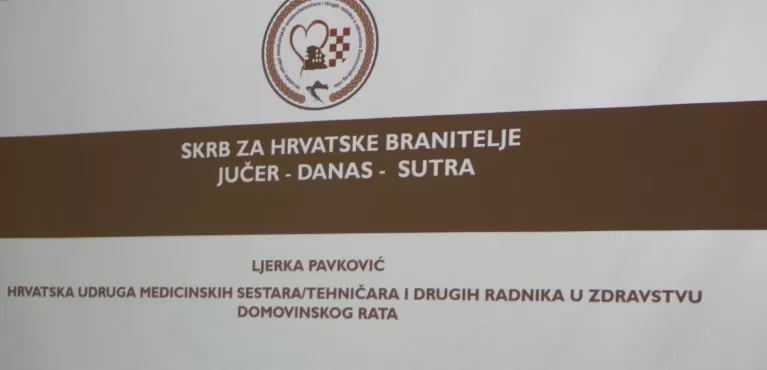 SKRB ZA HRVATSKE BRANITELJE
JUČER - DANAS - SUTRA
LJERKA PAVKOVIĆ
HRVATSKA UDRUGA MEDICINSKIH SESTARA/TEHNIČARA I DRUGIH RADNIKA U ZDRAVSTVU
DOMOVINSKOG RATA